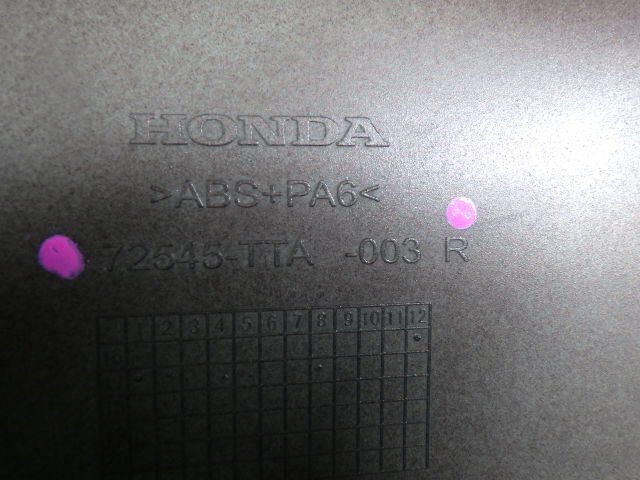 HONDA
>ABS+PA6<
72545-TTA -003 R
1 2 3 4 5 6 7 8 9 10 11 12